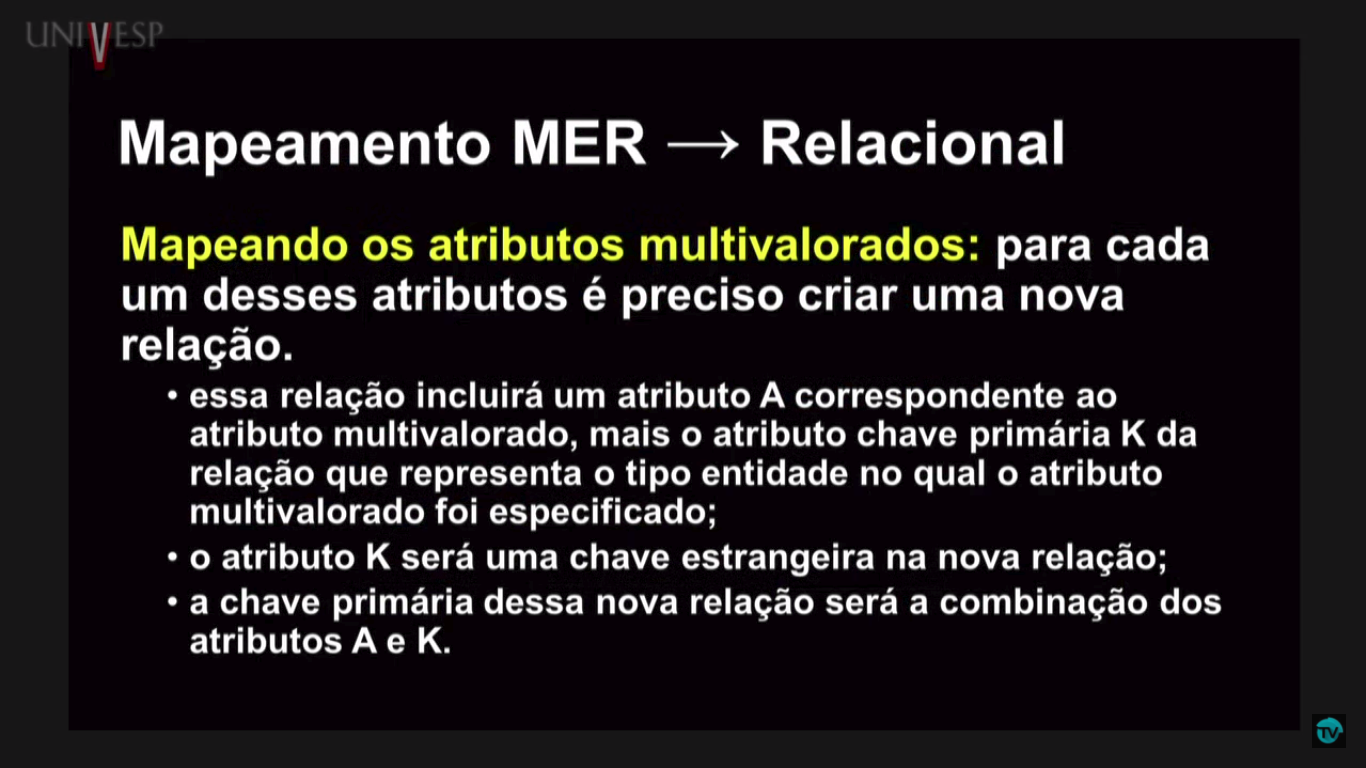 UNIVESP
Mapeamento MER → Relacional
Mapeando os atributos multivalorados: para cada
um desses atributos é preciso criar uma nova
relação.
• essa relação incluirá um atributo A correspondente ao
atributo multivalorado, mais o atributo chave primária K da
relação que representa o tipo entidade no qual o atributo
multivalorado foi especificado;
• o atributo K será uma chave estrangeira na nova relação;
• a chave primária dessa nova relação será a combinação dos
atributos A e K.
TV